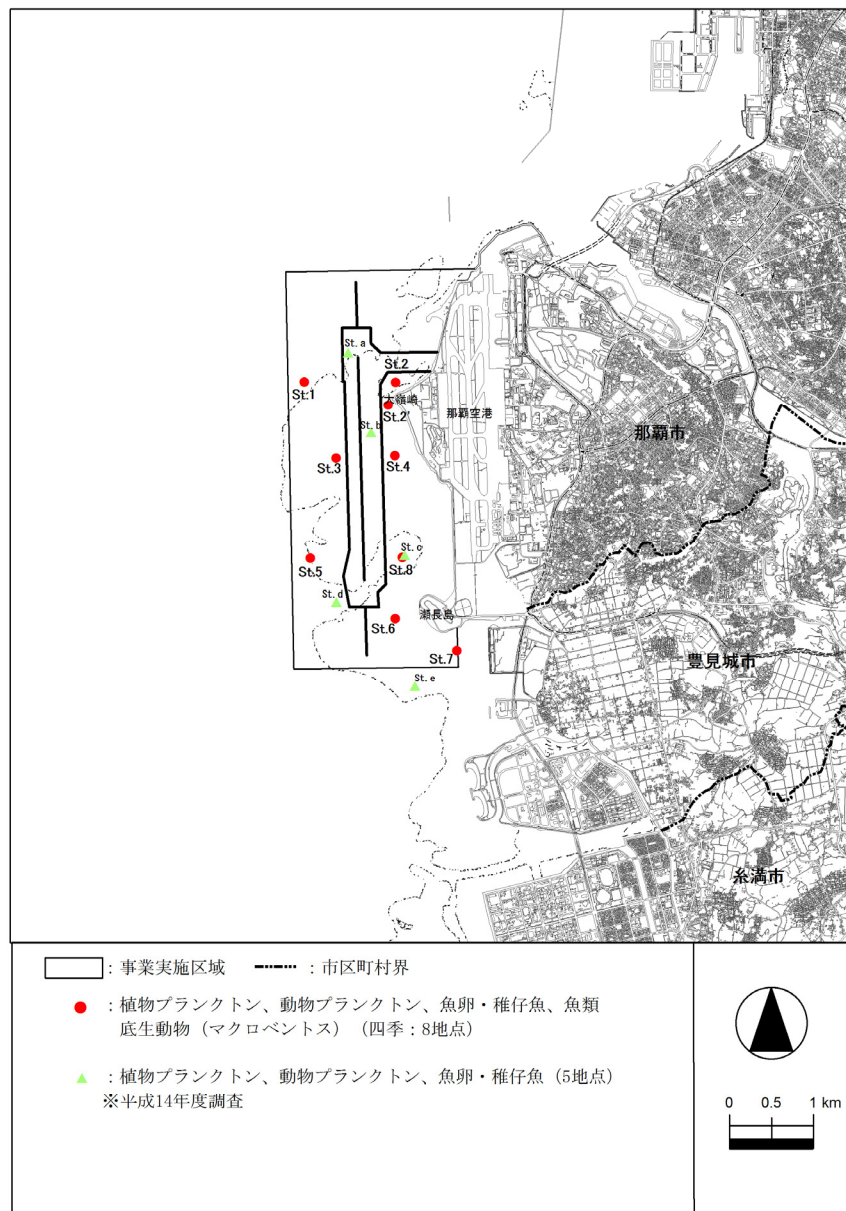 St.a
St.2
St.1
大嶺崎
St.2'
那覇空港
St.b
那覇市
St.3
St.4
St.c
St.5
St.8
St.d
瀬長島
St.6
St.7
豊見城市
St.e
糸満市
：事業実施区域
：市区町村界
：植物プランクトン、動物プランクトン、魚卵・稚仔魚、魚類
底生動物（マクロベントス）（四季：8地点）
：植物プランクトン、動物プランクトン、魚卵・稚仔魚（5地点）
※平成14年度調査
0 0.5 1 km